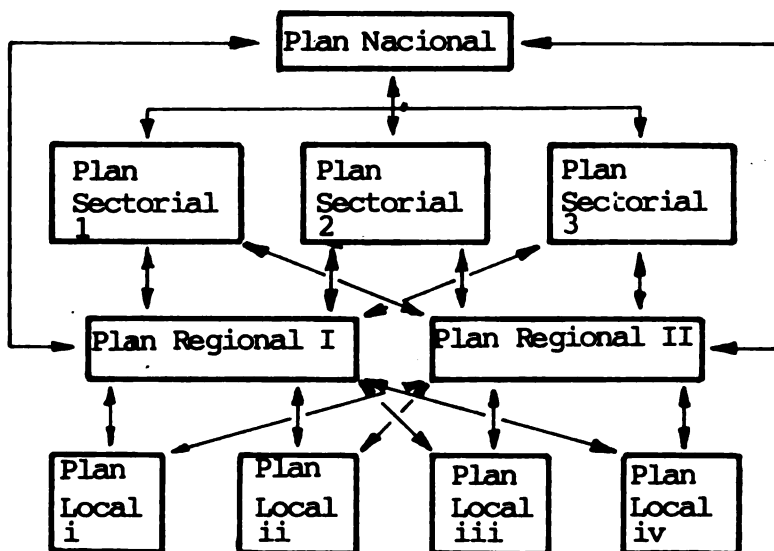 Plan Nacional
Plan
Sectorial
1
Plan
Sectorial
2
Plan
Sectorial
3
Plan Regional I
Plan Regional II
Plan
Local
i
Plan
Local
ii
Plan
Local
iii
Plan
Local
iv